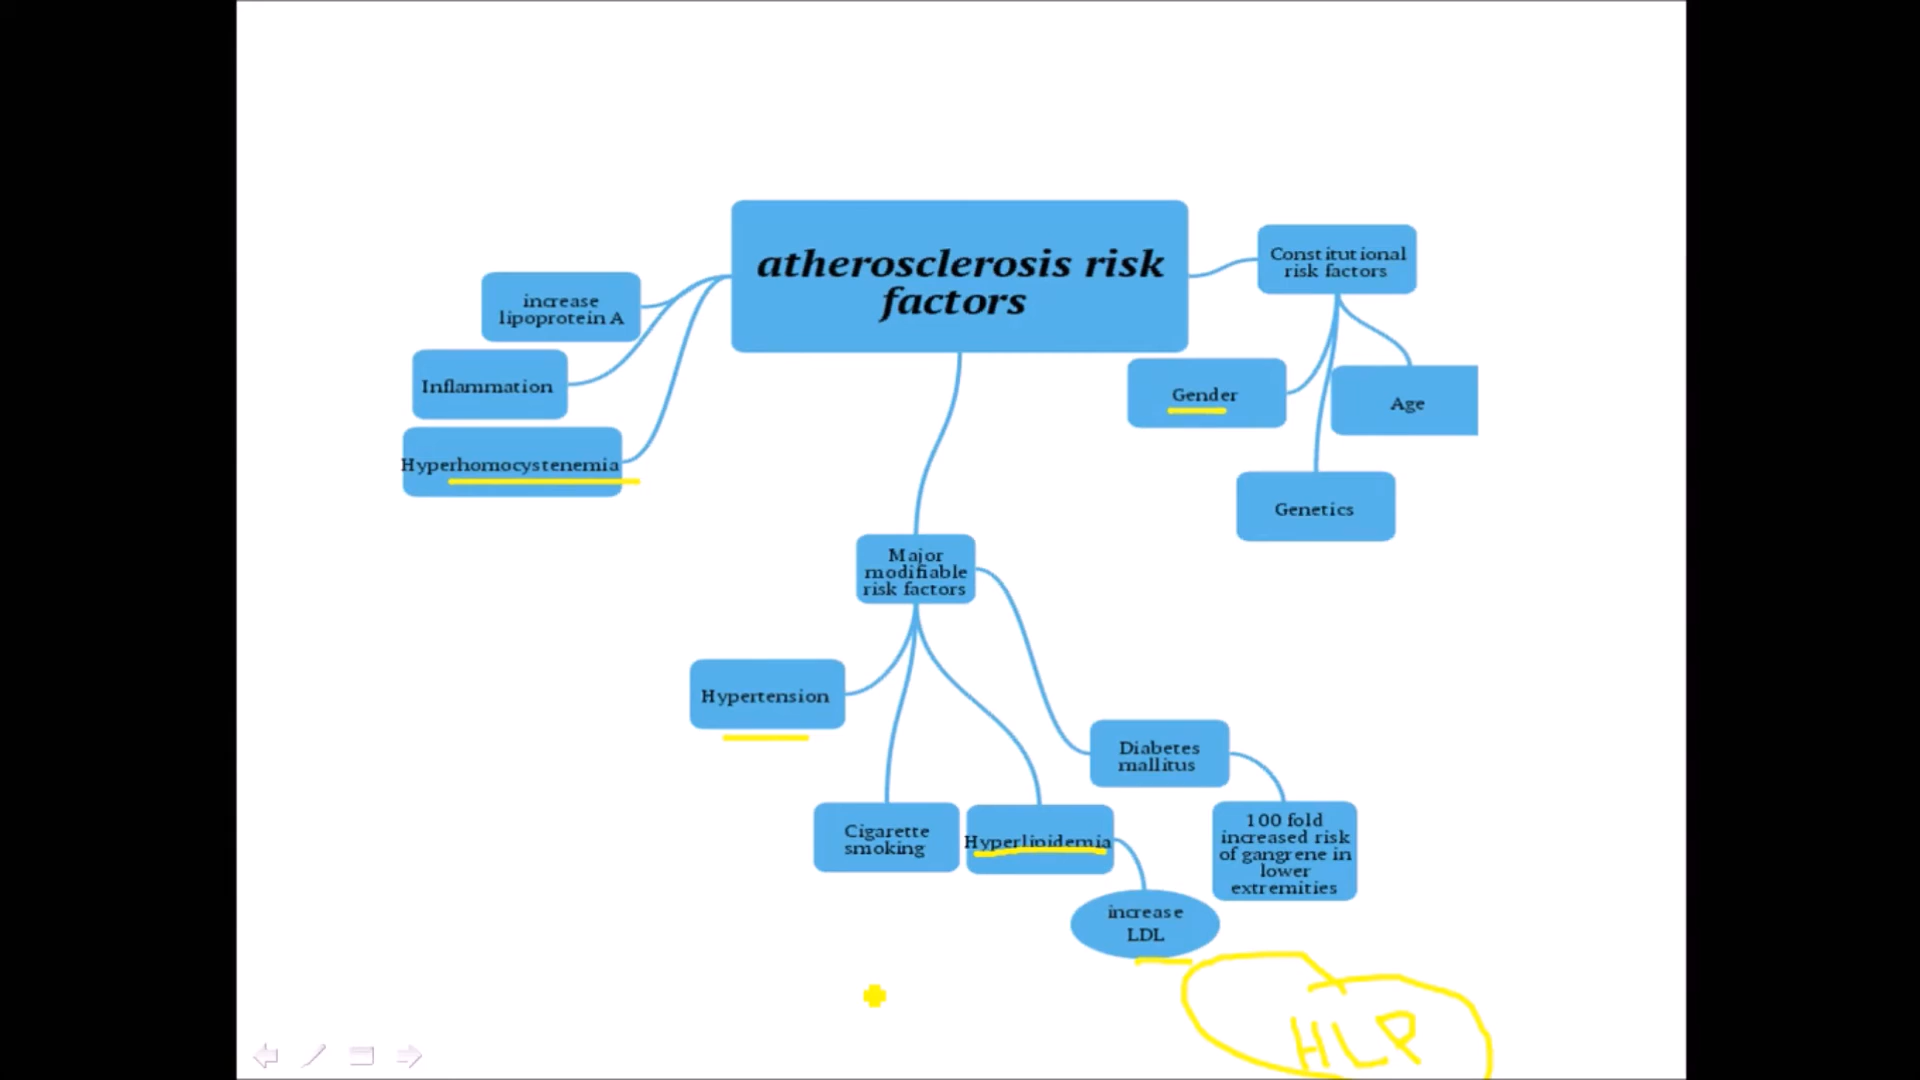 atherosclerosis risk
factors
Constitutional
risk factors
increase
lipoprotein A
Inflammation
Gender
Age
Hyperhomocystenemia
Genetics
Major
modifiable
risk factors
Hypertension
Diabetes
mallitus
Cigarette
smoking
Hyperlipidemia
100 fold
increased risk
of gangrene in
lower
extremities
increase
LDL
HLP